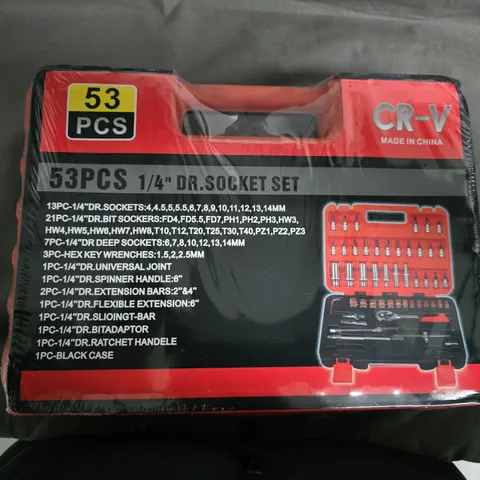 53
PCS
CR-V
MADE IN CHINA
53PCS 1/4" DR.SOCKET SET
13PC-1/4"DR.SOCKETS:4,4.5,5,5.5,6,7,8,9,10,11,12,13,14MM
21PC-1/4"DR.BIT SOCKERS:FD4,FD5.5,FD7,PH1,PH2,PH3,HW3,
HW4,HW5,HW6,HW7,HW8,T10,T12,T20,T25,T30,T40,PZ1,PZ2,PZ3
7PC-1/4"DR DEEP SOCKETS:6,7,8,10,12,13,14MM
3PC-HEX KEY WRENCHES:1.5,2,2.5MM
1PC-1/4"DR.UNIVERSAL JOINT
1PC-1/4"DR.SPINNER HANDLE:6"
2PC-1/4"DR.EXTENSION BARS:2"&4"
1PC-1/4"DR.FLEXIBLE EXTENSION:6"
1PC-1/4"DR.SLIOINGT-BAR
1PC-1/4"DR.BITADAPTOR
1PC-1/4"DR.RATCHET HANDELE
1PC-BLACK CASE